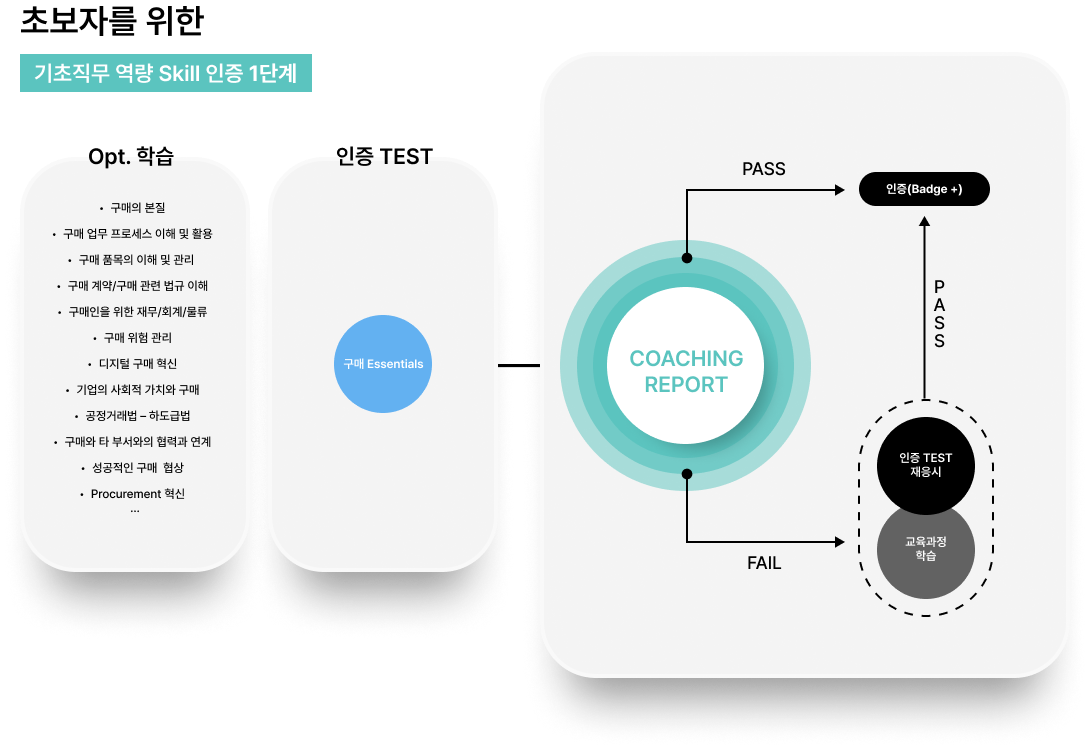 초보자를 위한
기초직무 역량 Skill 인증 1단계
Opt. 학습
• 구매의 본질
• 구매 업무 프로세스 이해 및 활용
• 구매 품목의 이해 및 관리
• 구매 계약/구매 관련 법규 이해
• 구매인을 위한 재무/회계/물류
• 구매 위험 관리
• 디지털 구매 혁신
• 기업의 사회적 가치와 구매
• 공정거래법 – 하도급법
• 구매와 타 부서와의 협력과 연계
• 성공적인 구매  협상
• Procurement 혁신
...
인증 TEST
구매 Essentials
COACHING
REPORT
PASS
인증(Badge +)
P
A
S
S
인증 TEST
재응시
교육과정
학습
FAIL